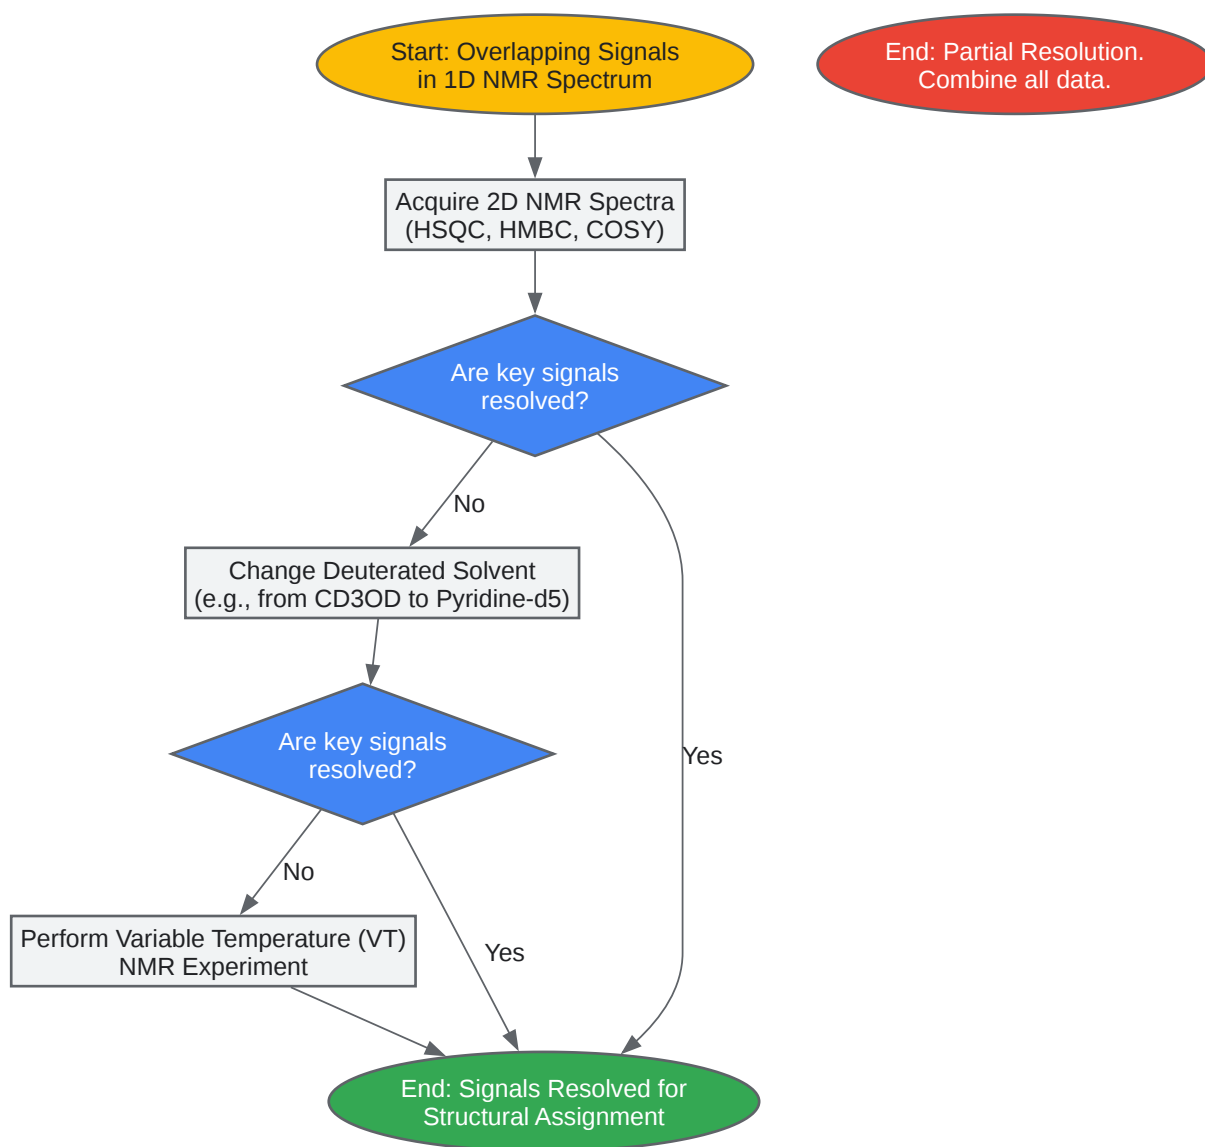 Start: Overlapping Signals
in 1D NMR Spectrum
End: Partial Resolution.
Combine all data.
Acquire 2D NMR Spectra
(HSQC, HMBC, COSY)
Are key signals
resolved?
No
Change Deuterated Solvent
(e.g., from CD3OD to Pyridine-d5)
Are key signals
resolved?
Yes
No
Perform Variable Temperature (VT)
NMR Experiment
Yes
End: Signals Resolved for
Structural Assignment